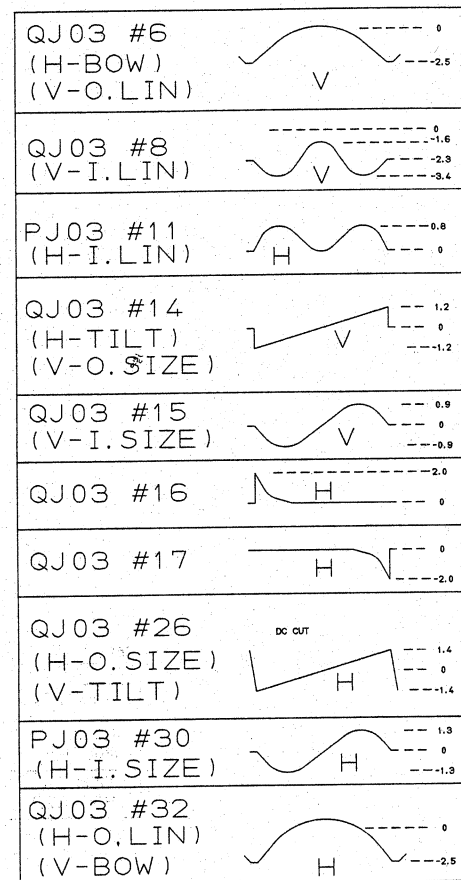 QJ03 #6
(H-BOW)
(V-O.LIN)
V
0
-2.5
QJ03 #8
(V-I.LIN)
V
0
-1.6
-2.3
-3.4
PJ03 #11
(H-I.LIN)
H
0.8
0
QJ03 #14
(H-TILT)
(V-O.SIZE)
V
1.2
0
-1.2
QJ03 #15
(V-I.SIZE)
V
0.9
0
-0.9
QJ03 #16
H
2.0
0
QJ03 #17
H
0
-2.0
QJ03 #26
(H-O.SIZE)
(V-TILT)
DC CUT
H
1.4
0
-1.4
PJ03 #30
(H-I.SIZE)
H
1.3
0
-1.3
QJ03 #32
(H-O.LIN)
(V-BOW)
H
0
-2.5